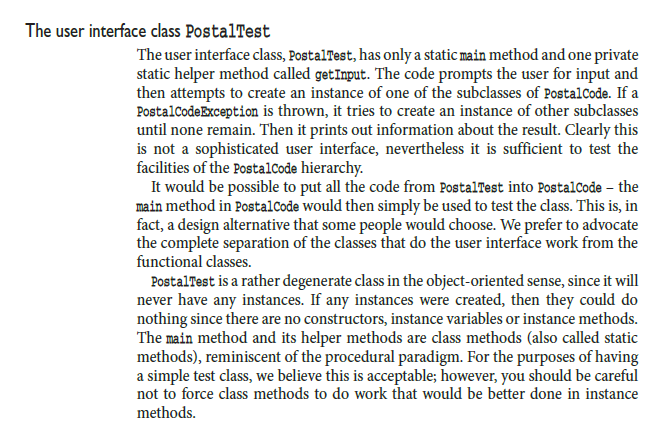 The user interface class PostalTest
The user interface class, PostalTest, has only a static main method and one private
static helper method called getInput. The code prompts the user for input and
then attempts to create an instance of one of the subclasses of PostalCode. If a
PostalCodeException is thrown, it tries to create an instance of other subclasses
until none remain. Then it prints out information about the result. Clearly this
is not a sophisticated user interface, nevertheless it is sufficient to test the
facilities of the PostalCode hierarchy.
It would be possible to put all the code from PostalTest into PostalCode – the
main method in PostalCode would then simply be used to test the class. This is, in
fact, a design alternative that some people would choose. We prefer to advocate
the complete separation of the classes that do the user interface work from the
functional classes.
PostalTest is a rather degenerate class in the object-oriented sense, since it will
never have any instances. If any instances were created, then they could do
nothing since there are no constructors, instance variables or instance methods.
The main method and its helper methods are class methods (also called static
methods), reminiscent of the procedural paradigm. For the purposes of having
a simple test class, we believe this is acceptable; however, you should be careful
not to force class methods to do work that would be better done in instance
methods.